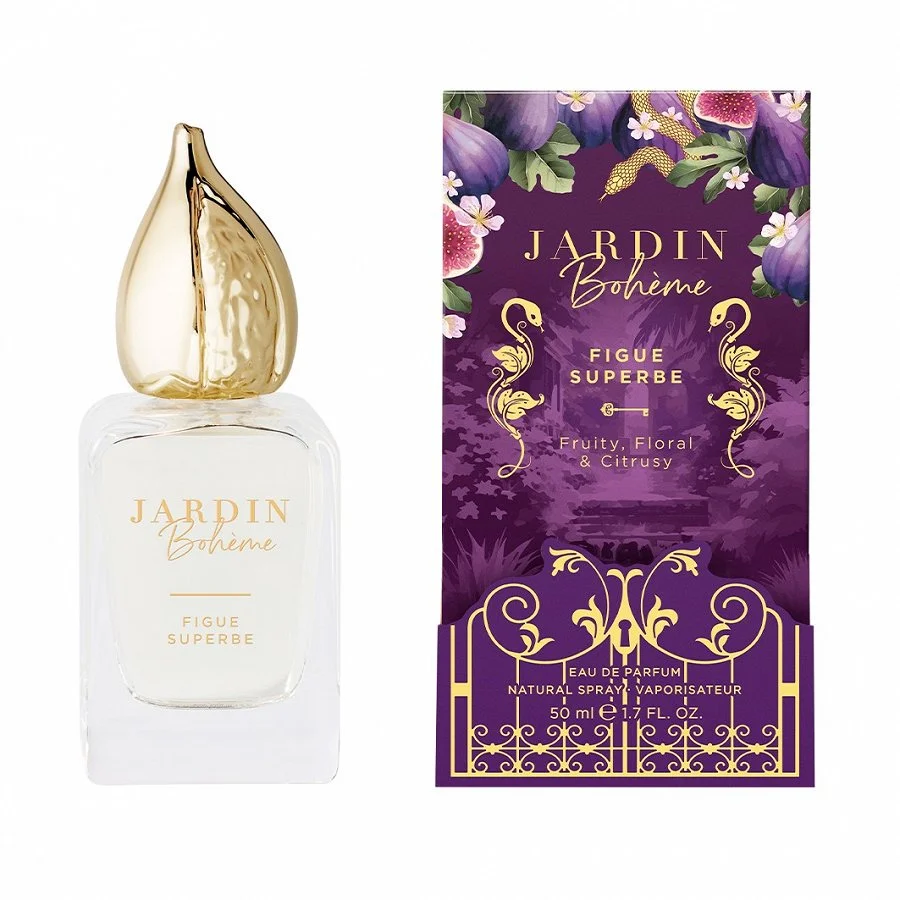 JARDIN
Bohème
FIGUE
SUPERBE
JARDIN
Bohème
FIGUE
SUPERBE
Fruity, Floral
& Citrusy
EAU DE PARFUM
NATURAL SPRAY · VAPORISATEUR
50 ml ℮ 1.7 FL. OZ.